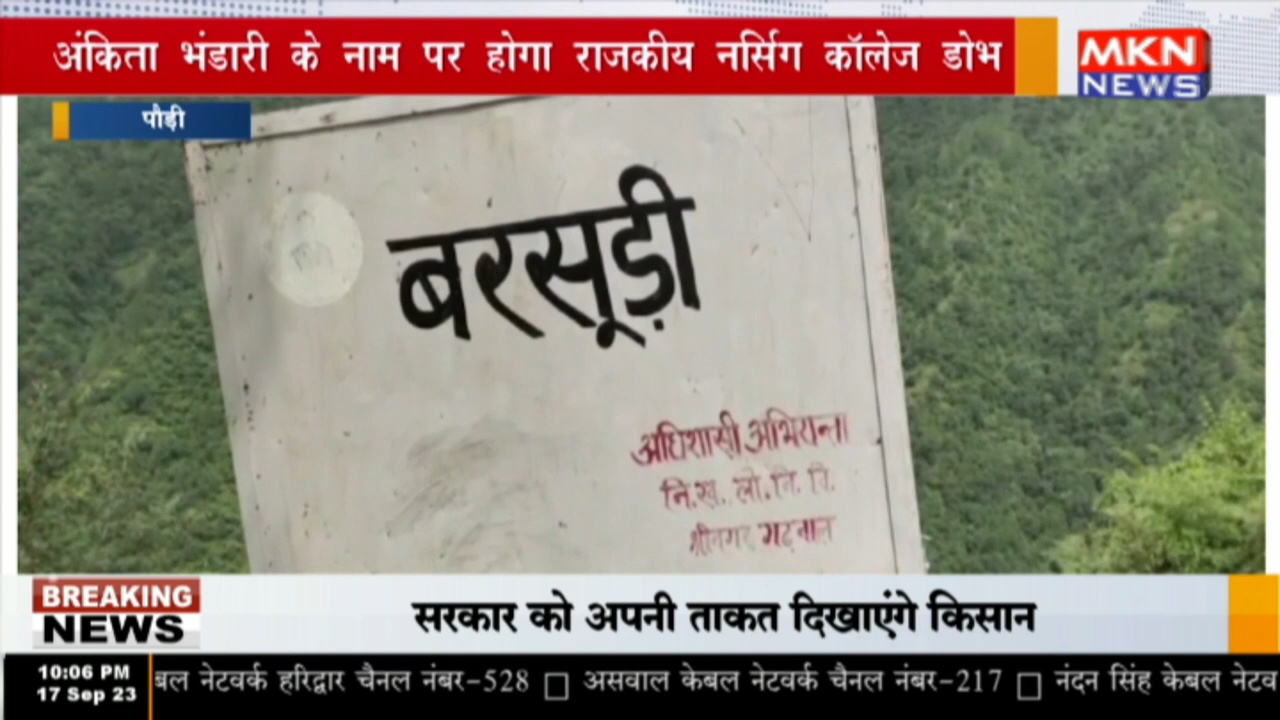 अंकिता भंडारी के नाम पर होगा राजकीय नर्सिग कॉलेज डोभ
MKN
NEWS
पौड़ी
बरसूड़ी
अधिशासी अभियन्ता
नि.ख. लो.नि. वि.
श्रीनगर गढ़वाल
BREAKING
NEWS
सरकार को अपनी ताकत दिखाएंगे किसान
10:06 PM
17 Sep 23
बल नेटवर्क हरिद्वार चैनल नंबर-528 □ असवाल केबल नेटवर्क चैनल नंबर-217 □ नंदन सिंह केबल नेटव